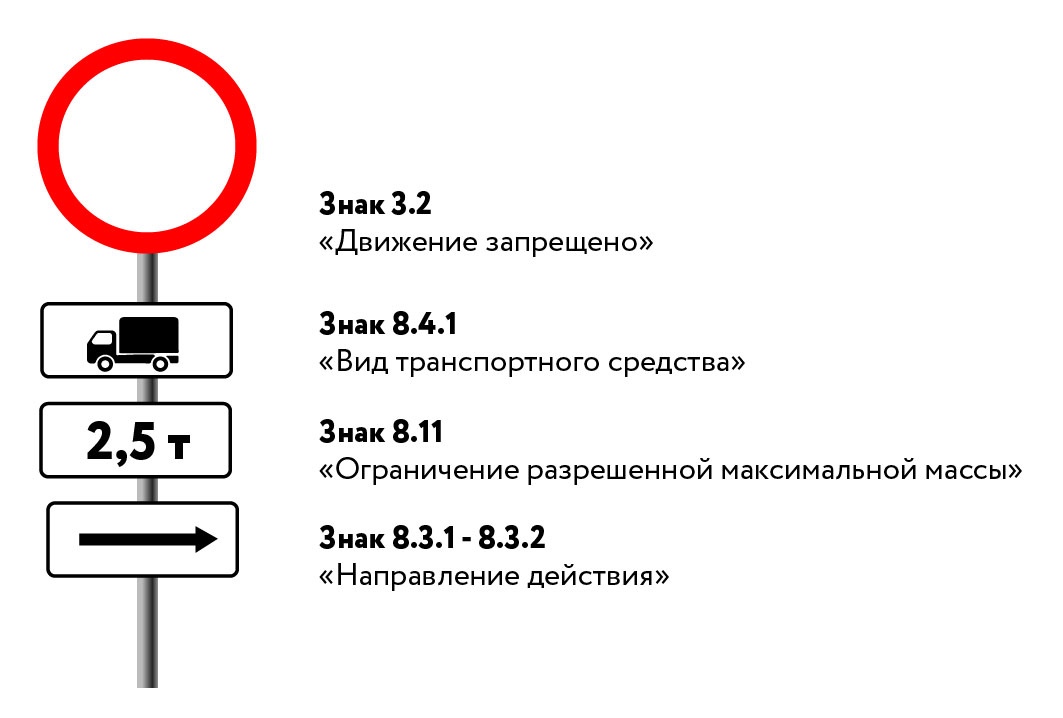 Знак 3.2
«Движение запрещено»
Знак 8.4.1
«Вид транспортного средства»
2,5 т
Знак 8.11
«Ограничение разрешенной максимальной массы»
Знак 8.3.1 - 8.3.2
«Направление действия»